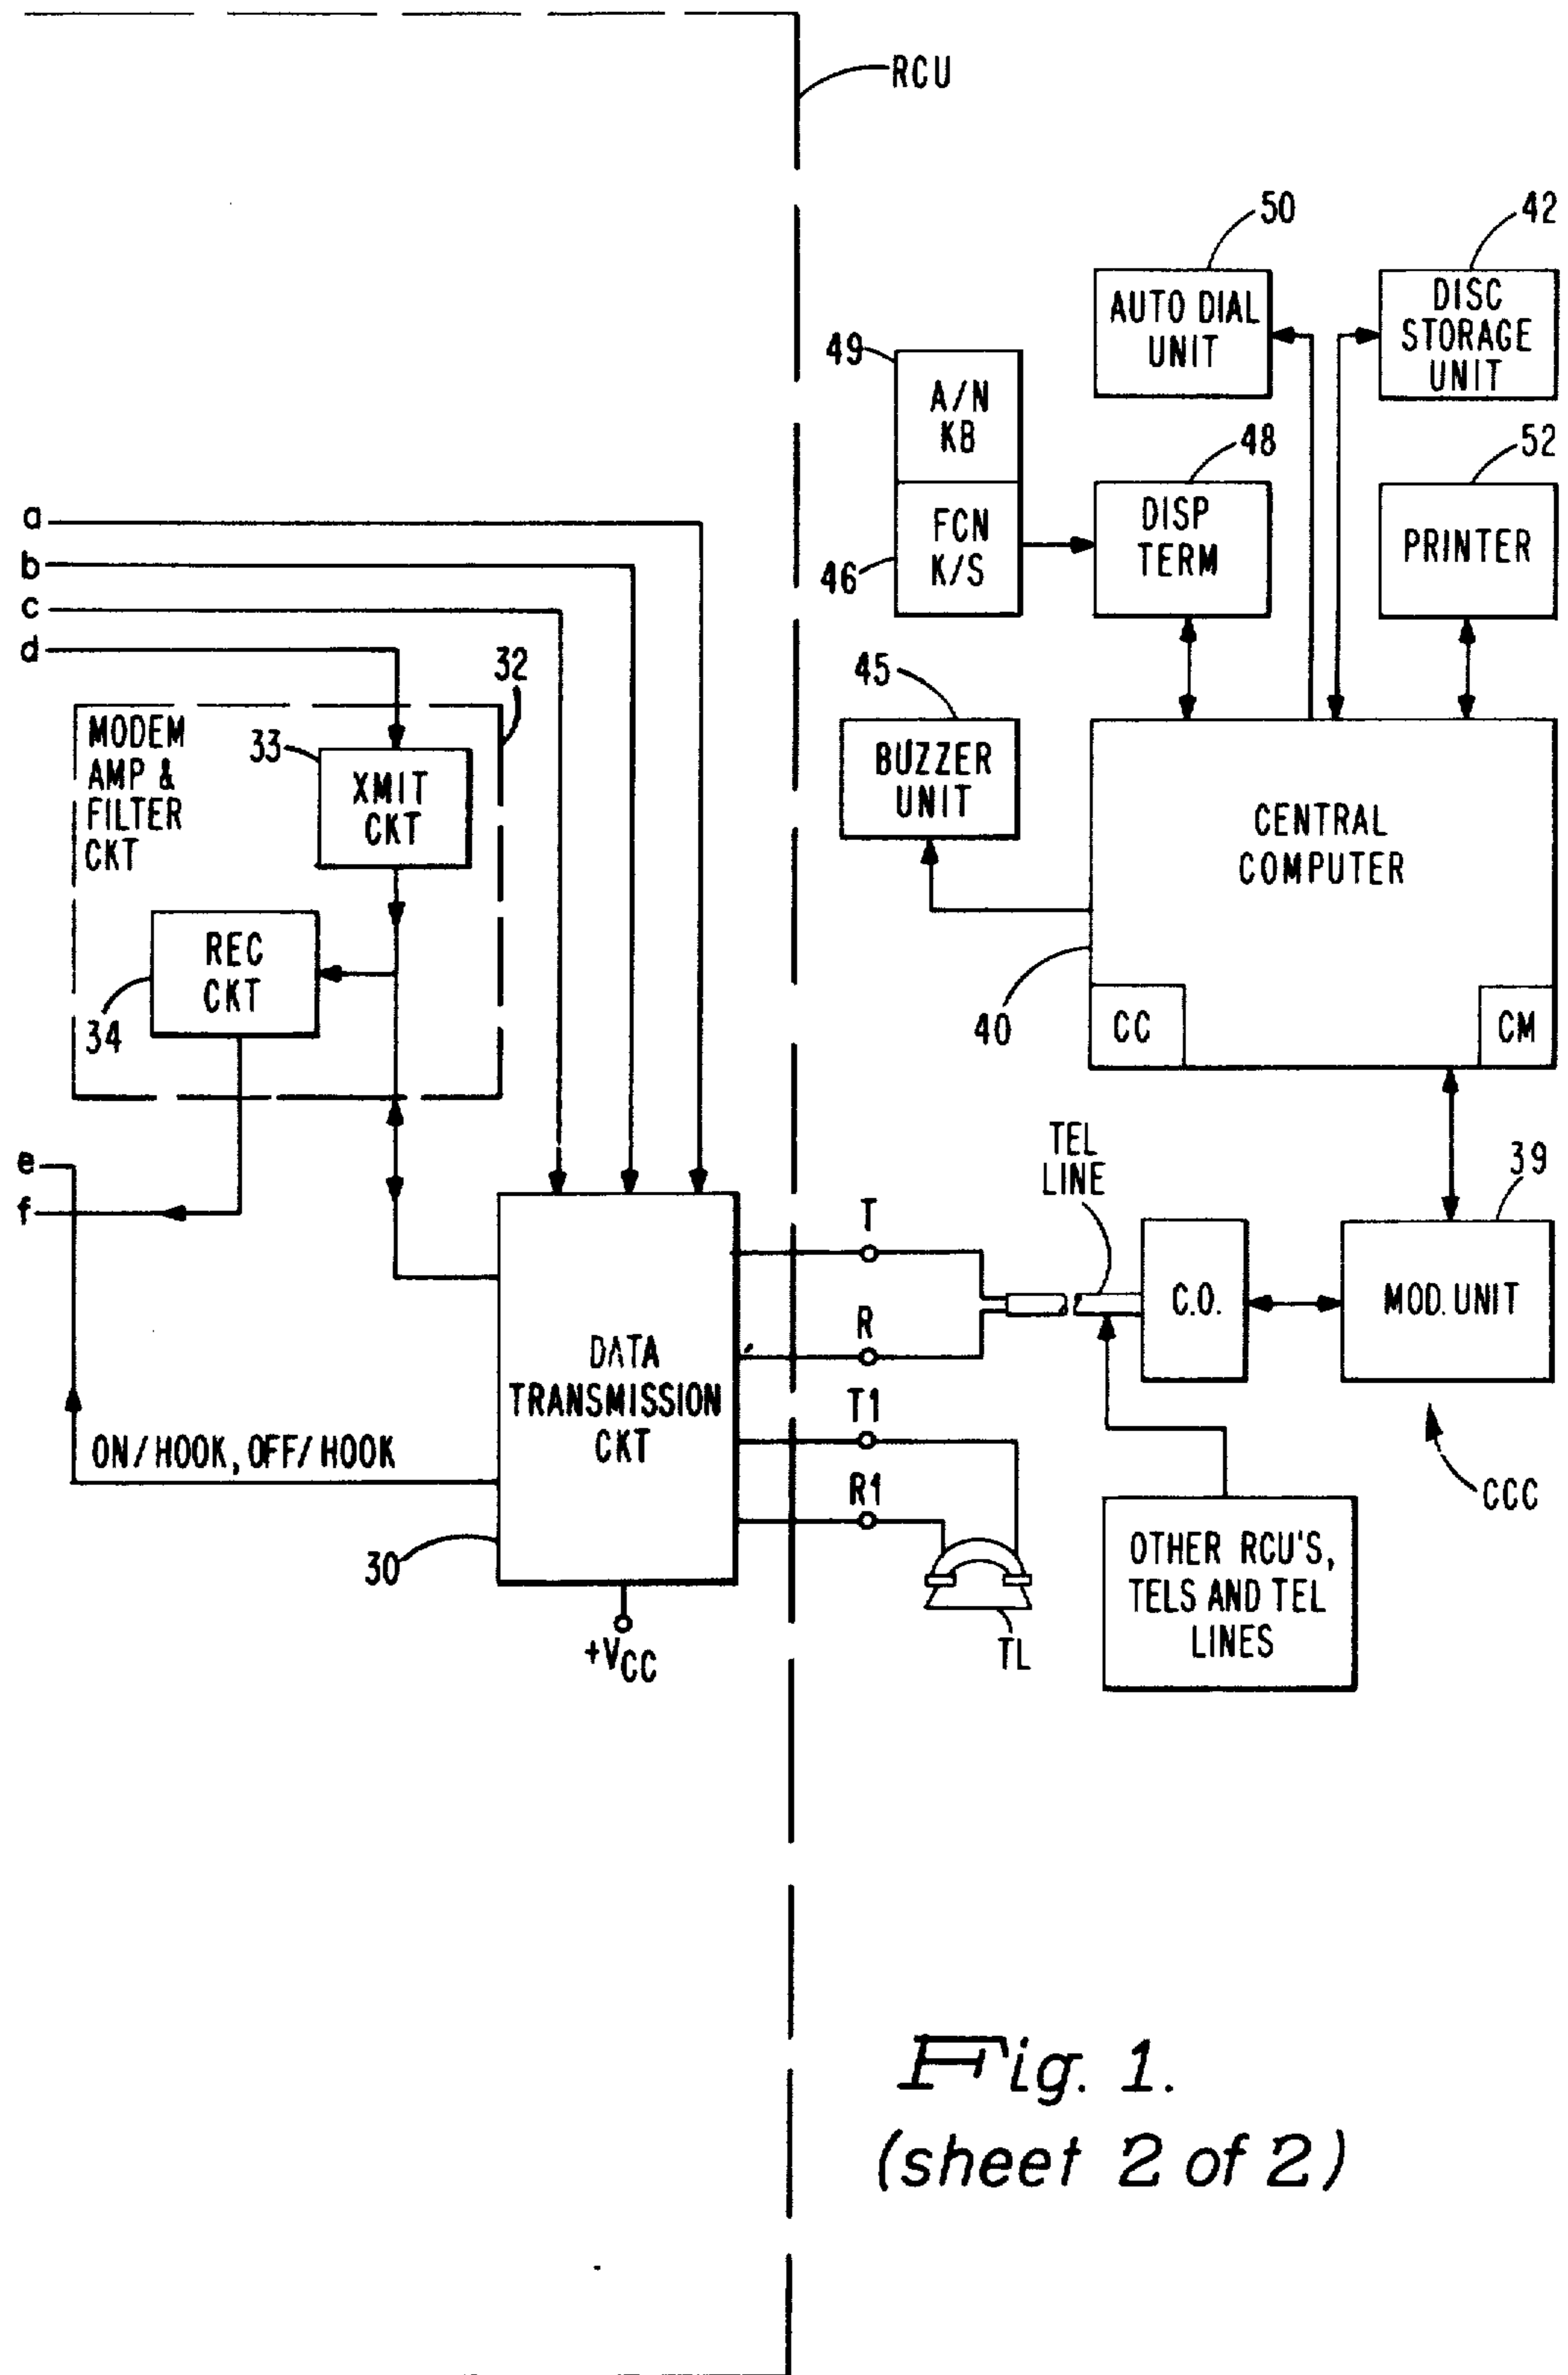 RCU
50
42
AUTO DIAL
UNIT
DISC
STORAGE
UNIT
49
A/N
KB
48
52
a
b
c
d
46
FCN
K/S
DISP
TERM
PRINTER
32
45
MODEM
AMP &
FILTER
CKT
33
XMIT
CKT
BUZZER
UNIT
CENTRAL
COMPUTER
REC
CKT
34
40
CC
CM
e
f
TEL
LINE
39
T
R
C.O.
MOD. UNIT
DATA
TRANSMISSION
CKT
T1
R1
ON/HOOK, OFF/HOOK
CCC
30
OTHER RCU'S,
TELS AND TEL
LINES
TL
+VCC
Fig. 1.
(sheet 2 of 2)